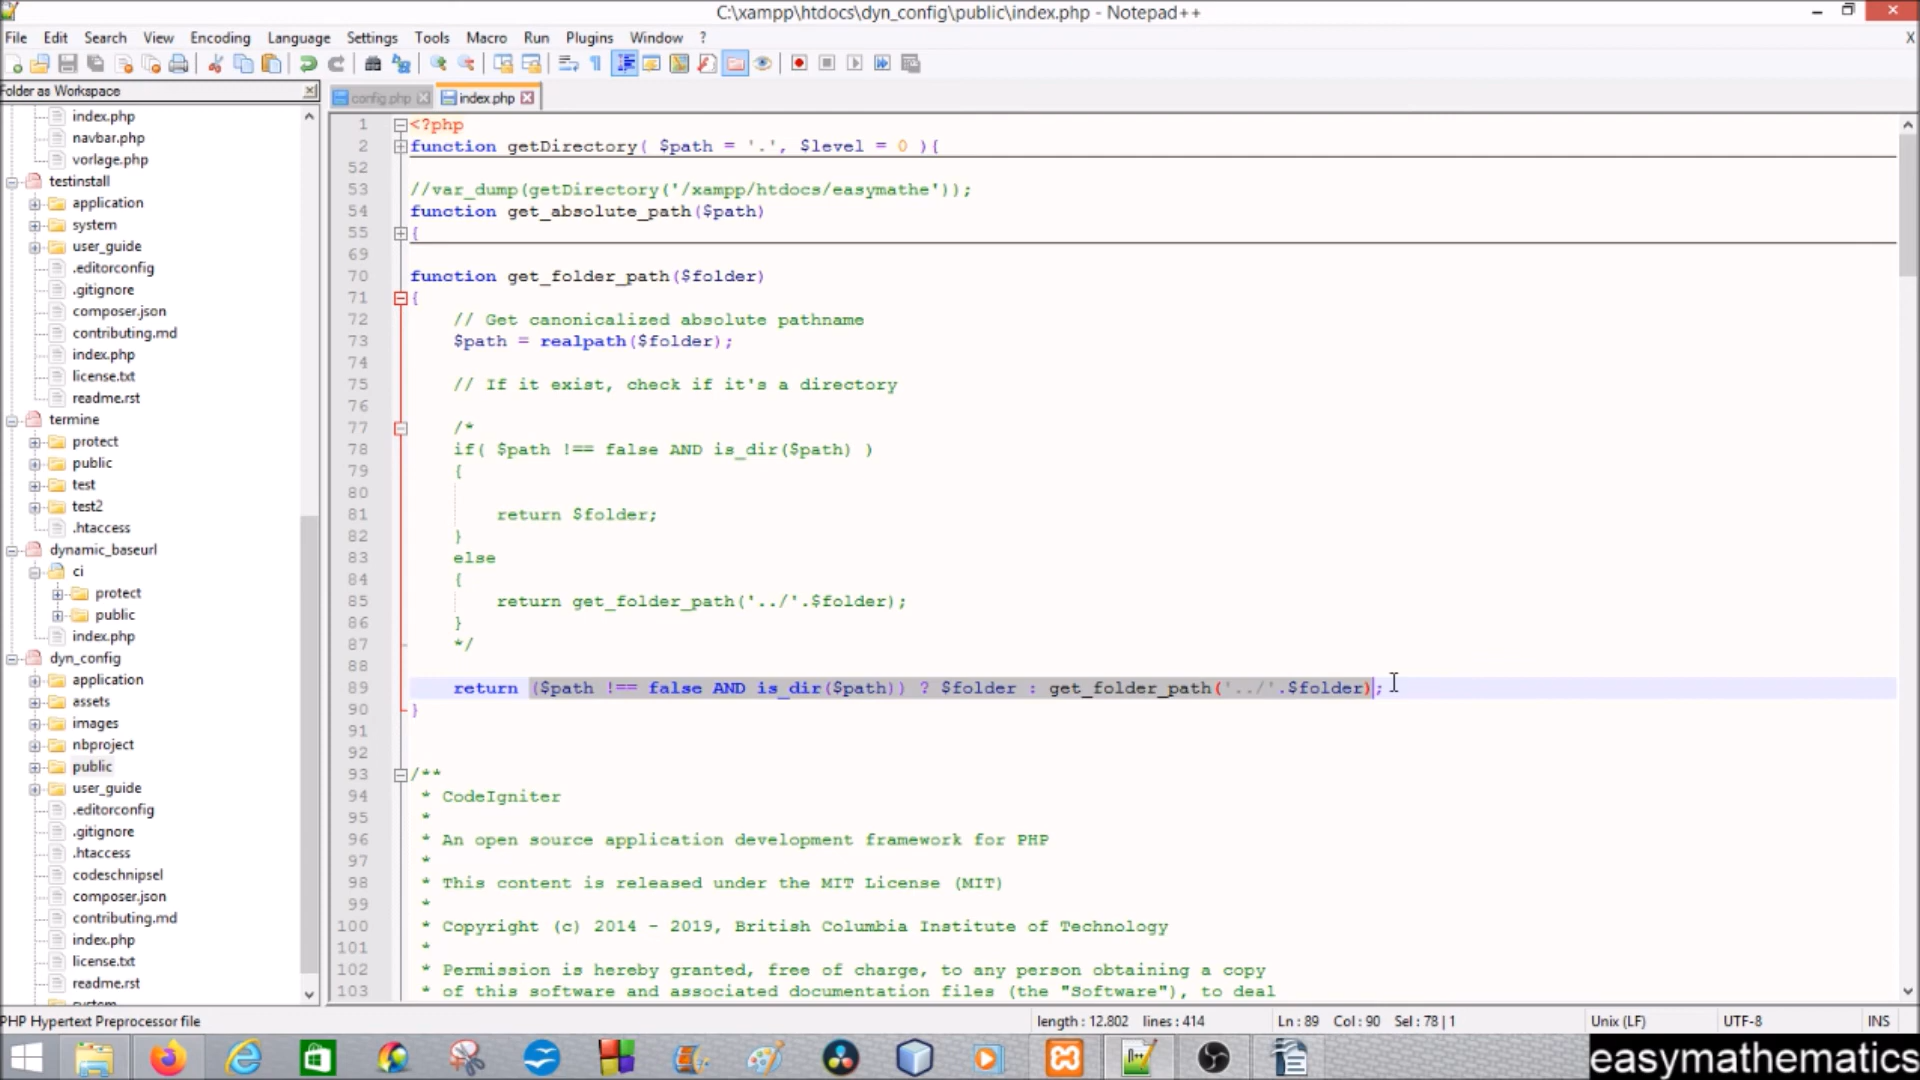 C:\xampp\htdocs\dyn_config\public\index.php - Notepad++
File Edit Search View Encoding Language Settings Tools Macro Run Plugins Window ? X
Folder as Workspace
index.php
navbar.php
vorlage.php
testinstall
application
system
user_guide
.editorconfig
.gitignore
composer.json
contributing.md
index.php
license.txt
readme.rst
termine
protect
public
test
test2
.htaccess
dynamic_baseurl
ci
protect
public
index.php
dyn_config
application
assets
images
nbproject
public
user_guide
.editorconfig
.gitignore
.htaccess
codeschnipsel
composer.json
contributing.md
index.php
license.txt
readme.rst
system
config.php index.php
1 <?php
2 function getDirectory( $path = '.', $level = 0 ){
52
53 //var_dump(getDirectory('/xampp/htdocs/easymathe'));
54 function get_absolute_path($path)
55 {
69
70 function get_folder_path($folder)
71 {
72 // Get canonicalized absolute pathname
73 $path = realpath($folder);
74
75 // If it exist, check if it's a directory
76
77 /*
78 if( $path !== false AND is_dir($path) )
79 {
80
81 return $folder;
82 }
83 else
84 {
85 return get_folder_path('../'.$folder);
86 }
87 */
88
89 return ($path !== false AND is_dir($path)) ? $folder : get_folder_path('../'.$folder);
90 }
91
92
93 /**
94 * CodeIgniter
95 *
96 * An open source application development framework for PHP
97 *
98 * This content is released under the MIT License (MIT)
99 *
100 * Copyright (c) 2014 - 2019, British Columbia Institute of Technology
101 *
102 * Permission is hereby granted, free of charge, to any person obtaining a copy
103 * of this software and associated documentation files (the "Software"), to deal
PHP Hypertext Preprocessor file length : 12.802 lines : 414 Ln : 89 Col : 90 Sel : 78 | 1 Unix (LF) UTF-8 INS
easymathematics